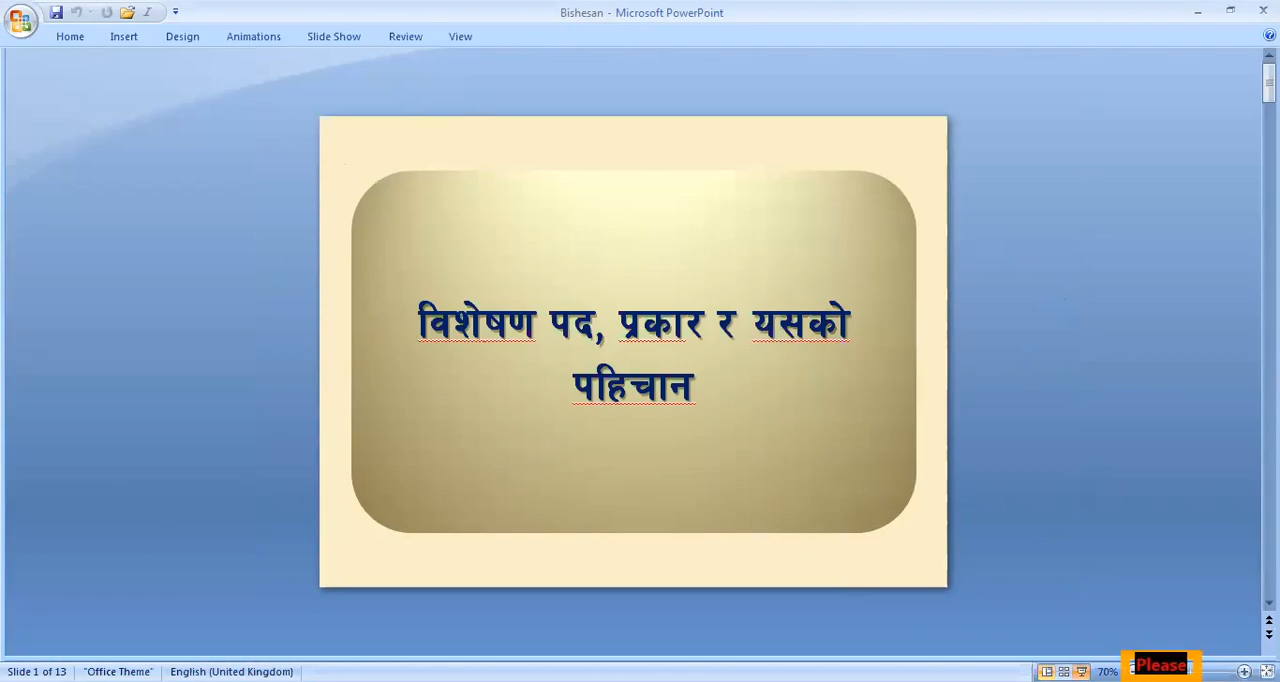 Bishesan - Microsoft PowerPoint
Home Insert Design Animations Slide Show Review View
विशेषण पद, प्रकार र यसको
पहिचान
Slide 1 of 13 "Office Theme" English (United Kingdom) 70% Please